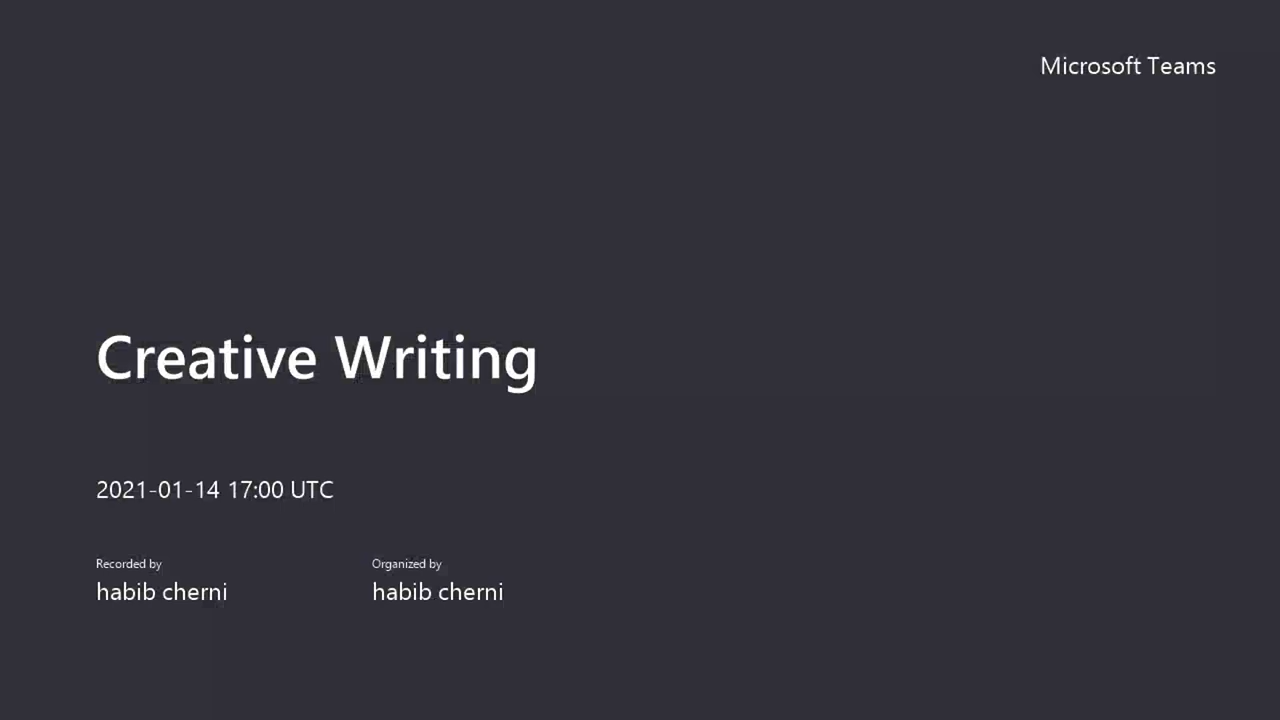 Microsoft Teams
Creative Writing
2021-01-14 17:00 UTC
Recorded by
habib cherni
Organized by
habib cherni